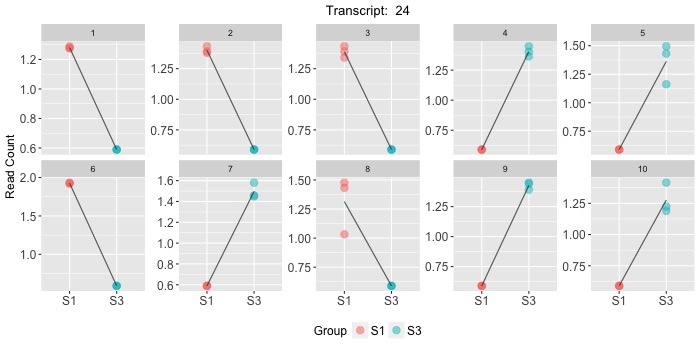 Transcript: 24
1 2 3 4 5
1.2 1.0 0.8 0.6
1.25 1.00 0.75
1.25 1.00 0.75
1.25 1.00 0.75
1.50 1.25 1.00 0.75
Read Count
6 7 8 9 10
2.0 1.5 1.0
1.6 1.4 1.2 1.0 0.8 0.6
1.50 1.25 1.00 0.75
1.25 1.00 0.75
1.25 1.00 0.75
S1 S3 S1 S3 S1 S3 S1 S3 S1 S3
Group S1 S3